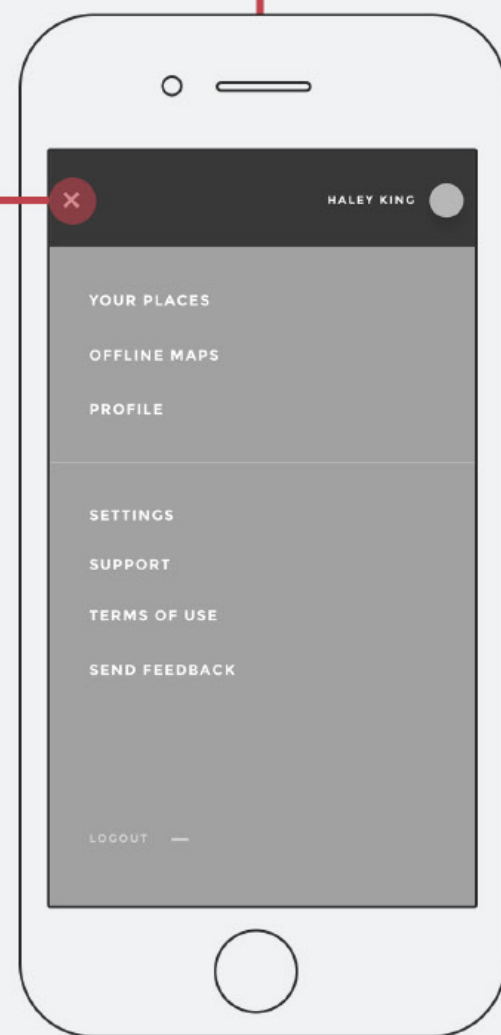 HALEY KING
YOUR PLACES
OFFLINE MAPS
PROFILE
SETTINGS
SUPPORT
TERMS OF USE
SEND FEEDBACK
LOGOUT —